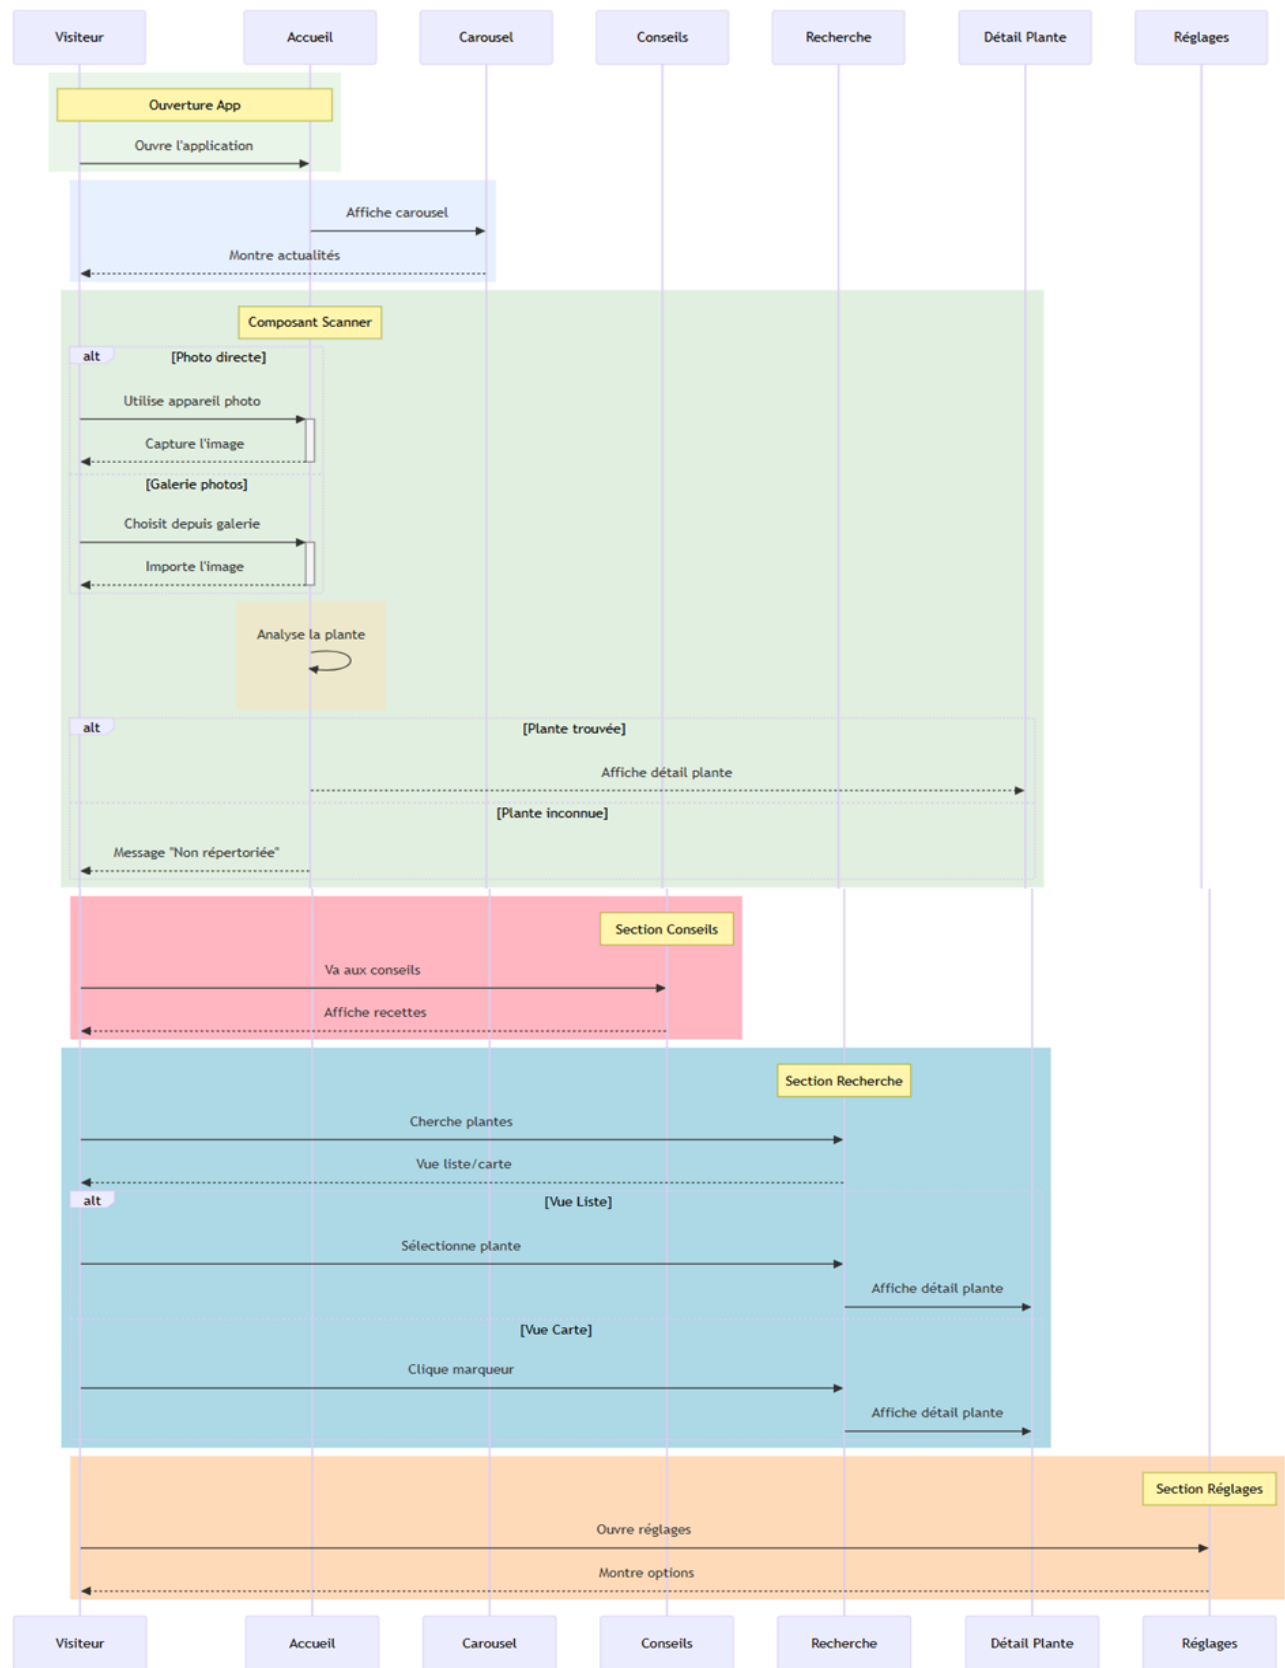 Visiteur
Accueil
Carousel
Conseils
Recherche
Détail Plante
Réglages
Ouverture App
Ouvre l'application
Affiche carousel
Montre actualités
Composant Scanner
alt
[Photo directe]
Utilise appareil photo
Capture l'image
[Galerie photos]
Choisit depuis galerie
Importe l'image
Analyse la plante
alt
[Plante trouvée]
Affiche détail plante
[Plante inconnue]
Message "Non répertoriée"
Section Conseils
Va aux conseils
Affiche recettes
Section Recherche
Cherche plantes
Vue liste/carte
alt
[Vue Liste]
Sélectionne plante
Affiche détail plante
[Vue Carte]
Clique marqueur
Affiche détail plante
Section Réglages
Ouvre réglages
Montre options
Visiteur
Accueil
Carousel
Conseils
Recherche
Détail Plante
Réglages